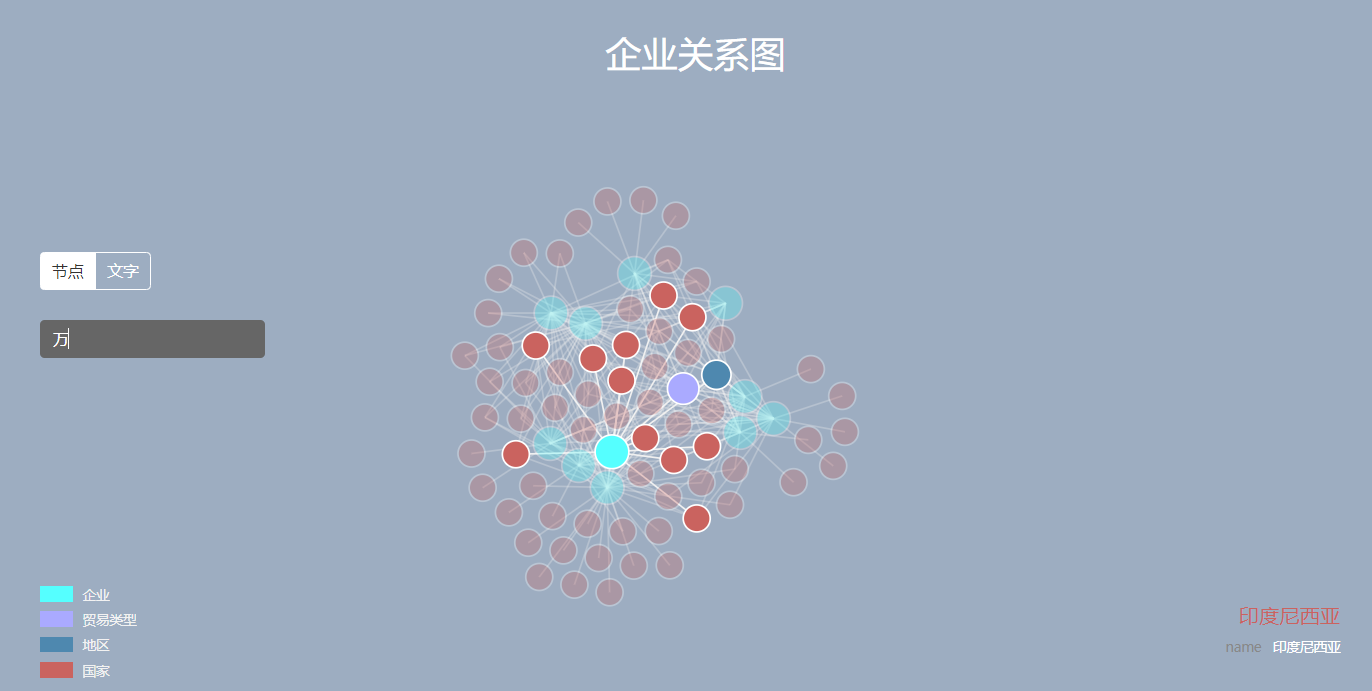 企业关系图
节点 文字
万
企业
贸易类型
地区
国家
印度尼西亚
name 印度尼西亚